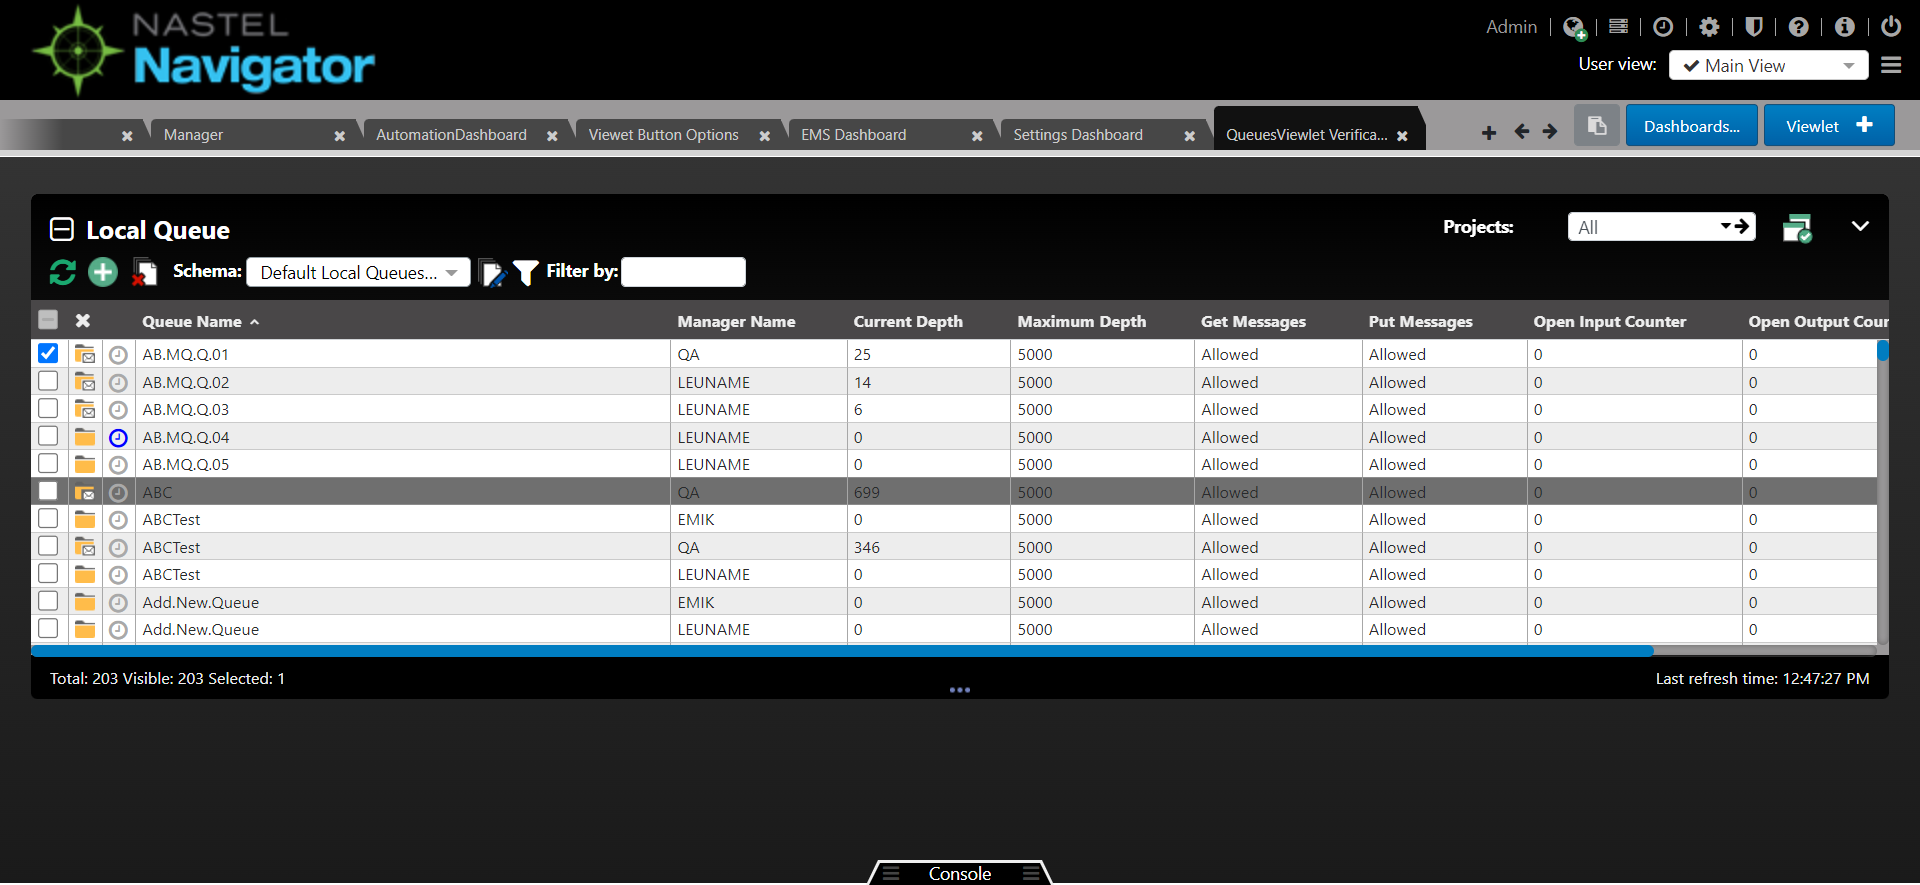 NASTEL
Navigator
Admin
User view: Main View
Manager AutomationDashboard Viewet Button Options EMS Dashboard Settings Dashboard QueuesViewlet Verifica... Dashboards... Viewlet
Local Queue Projects: All
Schema: Default Local Queues... Filter by:
Queue Name Manager Name Current Depth Maximum Depth Get Messages Put Messages Open Input Counter Open Output Coun
AB.MQ.Q.01 QA 25 5000 Allowed Allowed 0 0
AB.MQ.Q.02 LEUNAME 14 5000 Allowed Allowed 0 0
AB.MQ.Q.03 LEUNAME 6 5000 Allowed Allowed 0 0
AB.MQ.Q.04 LEUNAME 0 5000 Allowed Allowed 0 0
AB.MQ.Q.05 LEUNAME 0 5000 Allowed Allowed 0 0
ABC QA 699 5000 Allowed Allowed 0 0
ABCTest EMIK 0 5000 Allowed Allowed 0 0
ABCTest QA 346 5000 Allowed Allowed 0 0
ABCTest LEUNAME 0 5000 Allowed Allowed 0 0
Add.New.Queue EMIK 0 5000 Allowed Allowed 0 0
Add.New.Queue LEUNAME 0 5000 Allowed Allowed 0 0
Total: 203 Visible: 203 Selected: 1 Last refresh time: 12:47:27 PM
Console